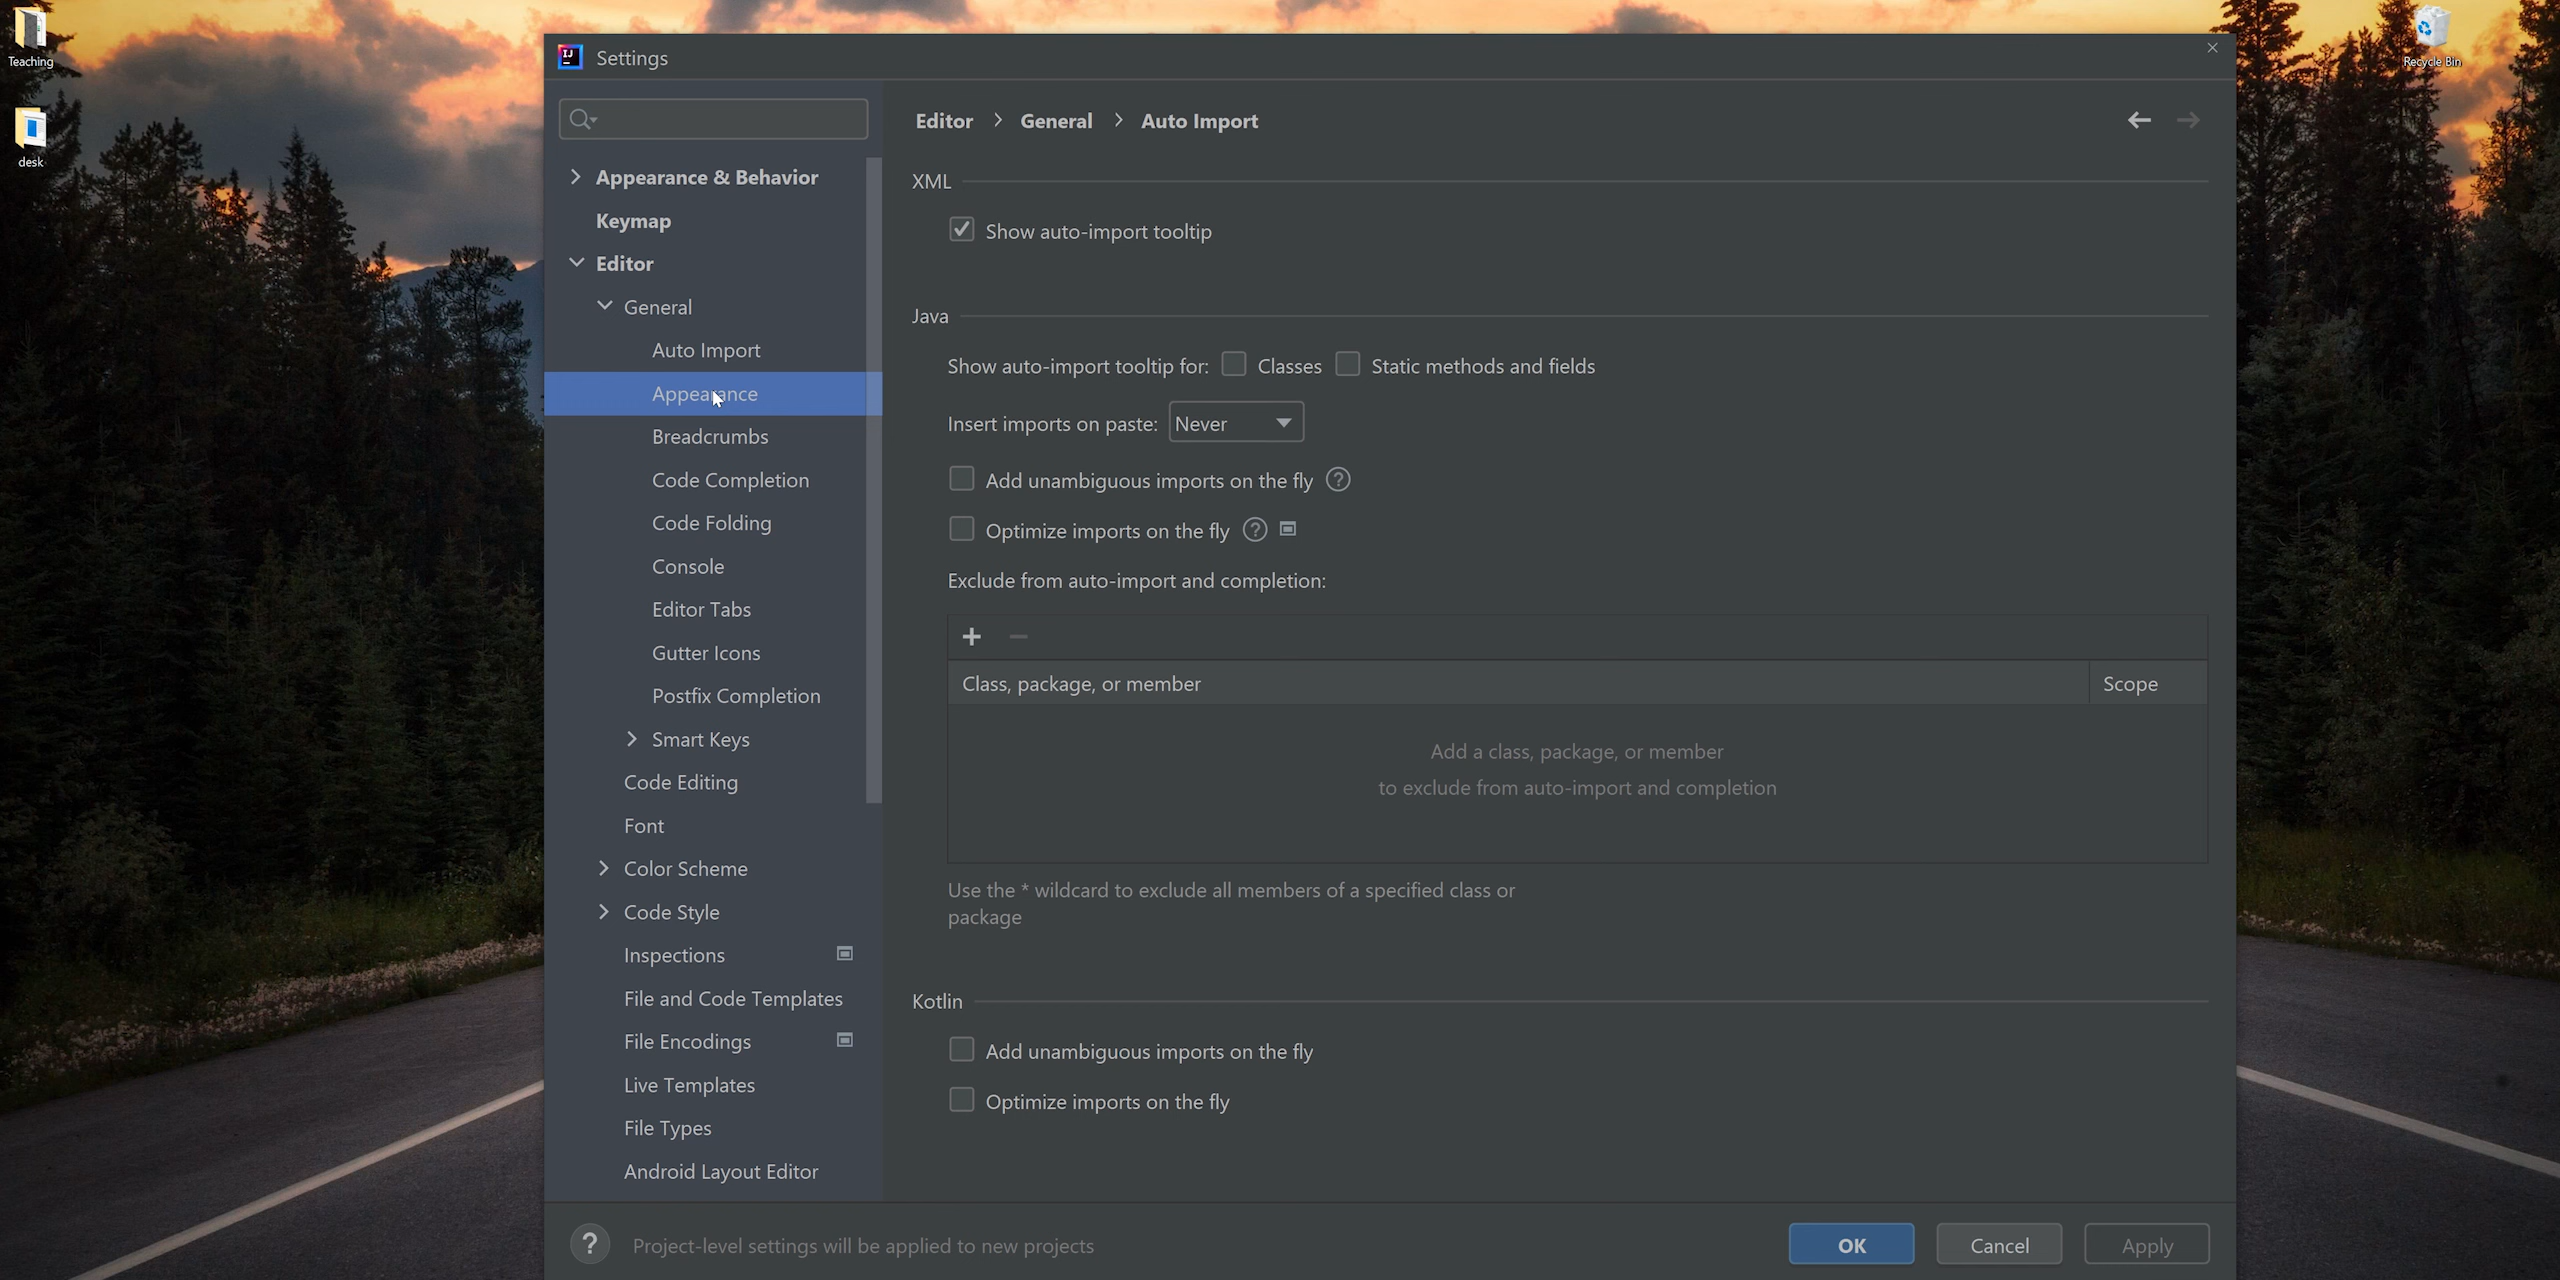 Teaching
desk
Recycle Bin
Settings
Appearance & Behavior
Keymap
Editor
General
Auto Import
Appearance
Breadcrumbs
Code Completion
Code Folding
Console
Editor Tabs
Gutter Icons
Postfix Completion
Smart Keys
Code Editing
Font
Color Scheme
Code Style
Inspections
File and Code Templates
File Encodings
Live Templates
File Types
Android Layout Editor
Editor > General > Auto Import
XML
Show auto-import tooltip
Java
Show auto-import tooltip for: Classes Static methods and fields
Insert imports on paste: Never
Add unambiguous imports on the fly ?
Optimize imports on the fly ?
Exclude from auto-import and completion:
Class, package, or member Scope
Add a class, package, or member
to exclude from auto-import and completion
Use the * wildcard to exclude all members of a specified class or
package
Kotlin
Add unambiguous imports on the fly
Optimize imports on the fly
? Project-level settings will be applied to new projects
OK Cancel Apply